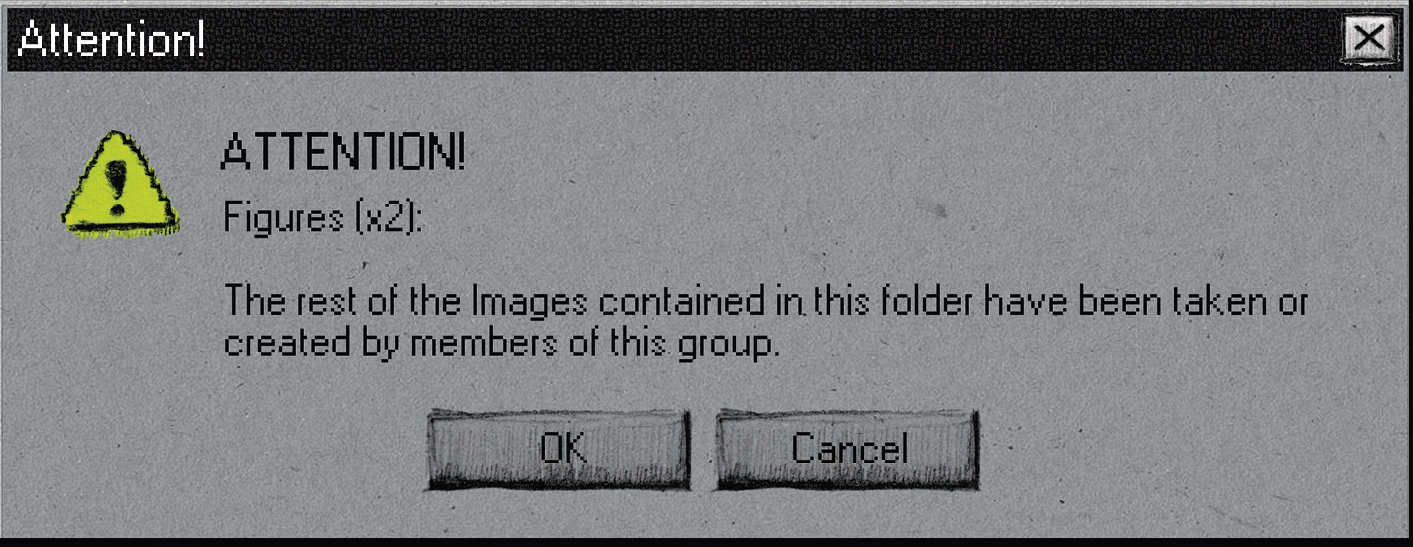 Attention!
ATTENTION!
Figures (x2):
The rest of the Images contained in this folder have been taken or
created by members of this group.
OK
Cancel